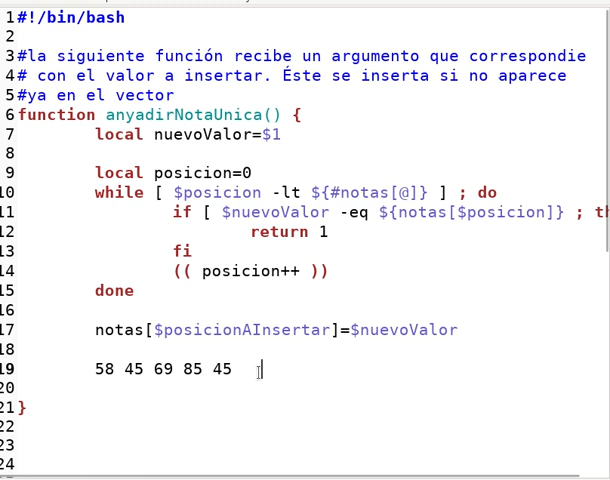 1 #!/bin/bash
2
3 #la siguiente función recibe un argumento que correspondie
4 # con el valor a insertar. Éste se inserta si no aparece
5 #ya en el vector
6 function anyadirNotaUnica() {
7 local nuevoValor=$1
8
9 local posicion=0
10 while [ $posicion -lt ${#notas[@]} ] ; do
11 if [ $nuevoValor -eq ${notas[$posicion]} ; th
12 return 1
13 fi
14 (( posicion++ ))
15 done
16
17 notas[$posicionAInsertar]=$nuevoValor
18
19 58 45 69 85 45
20
21 }
22
23
24